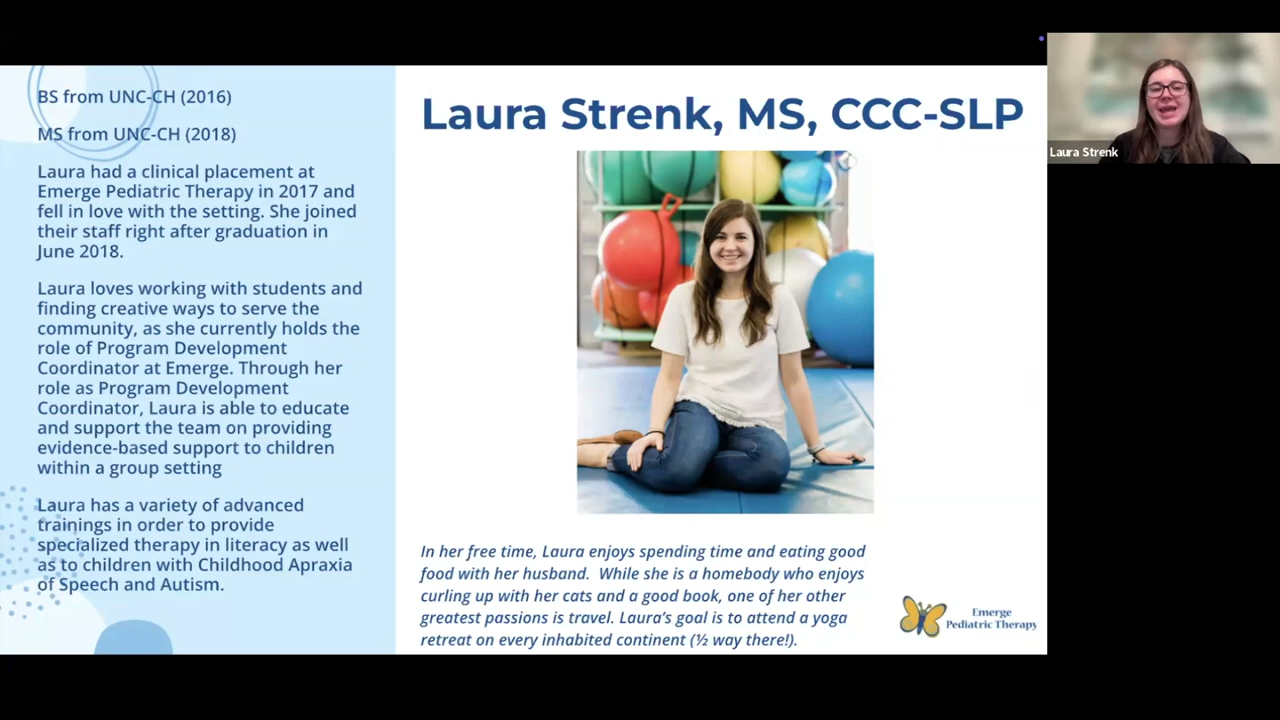 BS from UNC-CH (2016)
MS from UNC-CH (2018)
Laura had a clinical placement at
Emerge Pediatric Therapy in 2017 and
fell in love with the setting. She joined
their staff right after graduation in
June 2018.
Laura loves working with students and
finding creative ways to serve the
community, as she currently holds the
role of Program Development
Coordinator at Emerge. Through her
role as Program Development
Coordinator, Laura is able to educate
and support the team on providing
evidence-based support to children
within a group setting
Laura has a variety of advanced
trainings in order to provide
specialized therapy in literacy as well
as to children with Childhood Apraxia
of Speech and Autism.
Laura Strenk, MS, CCC-SLP
In her free time, Laura enjoys spending time and eating good
food with her husband.  While she is a homebody who enjoys
curling up with her cats and a good book, one of her other
greatest passions is travel. Laura's goal is to attend a yoga
retreat on every inhabited continent (½ way there!).
Emerge
Pediatric Therapy
Laura Strenk